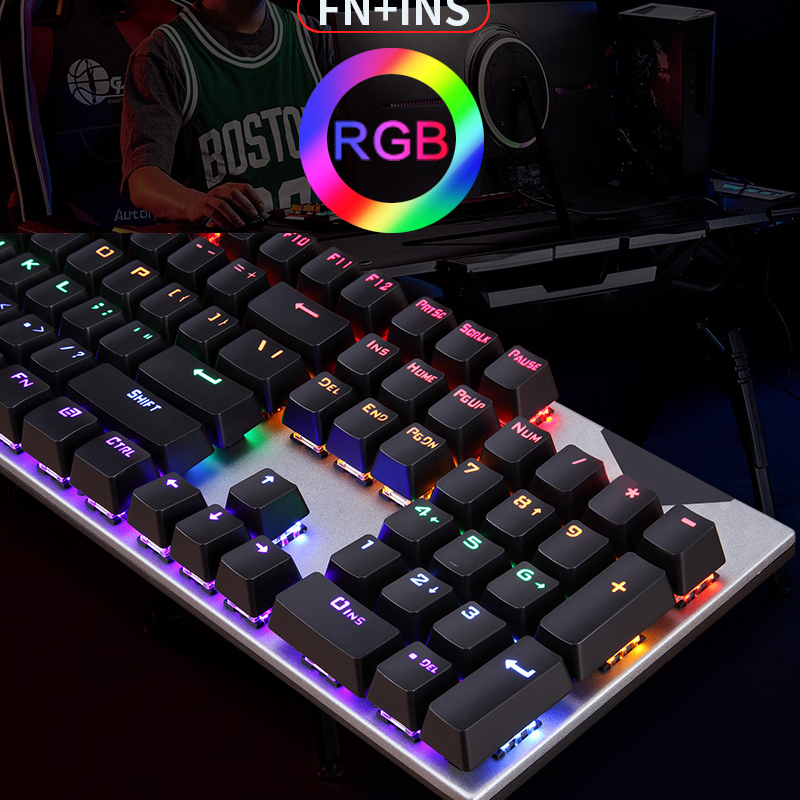 FN+INS
RGB
BOSTON
F10 F11 F12 PRTSC SCRLK PAUSE
- =+
O P [{ ]} \|
INS HOME PGUP
K L ;: '"
DEL END PGDN
> /?
SHIFT
FN CTRL
NUM / * -
7 8 9 +
4 5 6
1 2 3
0 INS . DEL